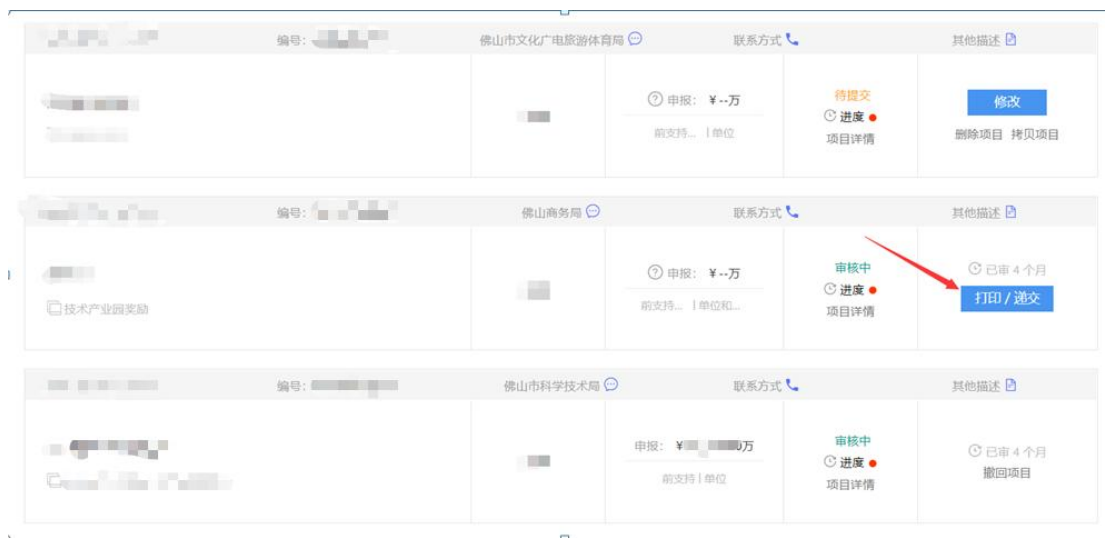 编号: 佛山市文化广电旅游体育局 联系方式 其他描述
申报: ¥ --万
前支持... | 单位
待提交
进度
项目详情
修改
删除项目 拷贝项目
编号: 佛山商务局 联系方式 其他描述
技术产业园奖励
申报: ¥ --万
前支持... | 单位和...
审核中
进度
项目详情
已审 4 个月
打印 / 递交
编号: 佛山市科学技术局 联系方式 其他描述
申报: ¥ 万
前支持 | 单位
审核中
进度
项目详情
已审 4 个月
撤回项目